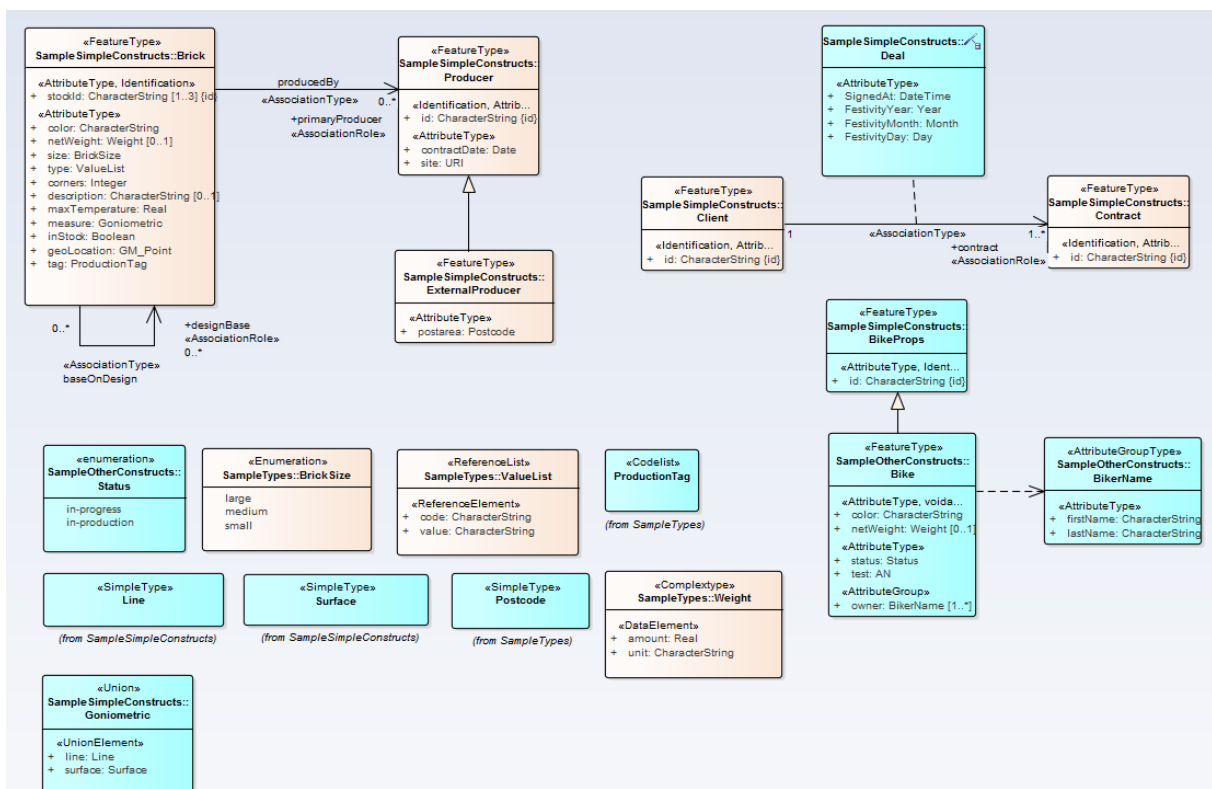 «FeatureType»
SampleSimpleConstructs::Brick
«AttributeType, Identification»
+ stockId: CharacterString [1..3] {id}
«AttributeType»
+ color: CharacterString
+ netWeight: Weight [0..1]
+ size: BrickSize
+ type: ValueList
+ corners: Integer
+ description: CharacterString [0..1]
+ maxTemperature: Real
+ measure: Goniometric
+ inStock: Boolean
+ geoLocation: GM_Point
+ tag: ProductionTag
producedBy
«AssociationType»
0..*
+primaryProducer
«AssociationRole»
«FeatureType»
SampleSimpleConstructs::
Producer
«Identification, Attrib...
+ id: CharacterString {id}
«AttributeType»
+ contractDate: Date
+ site: URI
SampleSimpleConstructs::
Deal
«AttributeType»
+ SignedAt: DateTime
+ FestivityYear: Year
+ FestivityMonth: Month
+ FestivityDay: Day
«FeatureType»
SampleSimpleConstructs::
Client
«Identification, Attrib...
+ id: CharacterString {id}
1
«AssociationType»
1..*
+contract
«AssociationRole»
«FeatureType»
SampleSimpleConstructs::
Contract
«Identification, Attrib...
+ id: CharacterString {id}
«FeatureType»
SampleSimpleConstructs::
ExternalProducer
«AttributeType»
+ postarea: Postcode
0..*
+designBase
«AssociationRole»
0..*
«AssociationType»
baseOnDesign
«FeatureType»
SampleSimpleConstructs::
BikeProps
«AttributeType, Ident...
+ id: CharacterString {id}
«enumeration»
SampleOtherConstructs::
Status
in-progress
in-production
«Enumeration»
SampleTypes::BrickSize
large
medium
small
«ReferenceList»
SampleTypes::ValueList
«ReferenceElement»
+ code: CharacterString
+ value: CharacterString
«Codelist»
ProductionTag
(from SampleTypes)
«FeatureType»
SampleOtherConstructs::
Bike
«AttributeType, voida...
+ color: CharacterString
+ netWeight: Weight [0..1]
«AttributeType»
+ status: Status
+ test: AN
«AttributeGroup»
+ owner: BikerName [1..*]
«AttributeGroupType»
SampleOtherConstructs::
BikerName
«AttributeType»
+ firstName: CharacterString
+ lastName: CharacterString
«SimpleType»
Line
(from SampleSimpleConstructs)
«SimpleType»
Surface
(from SampleSimpleConstructs)
«SimpleType»
Postcode
(from SampleTypes)
«Complextype»
SampleTypes::Weight
«DataElement»
+ amount: Real
+ unit: CharacterString
«Union»
SampleSimpleConstructs::
Goniometric
«UnionElement»
+ line: Line
+ surface: Surface